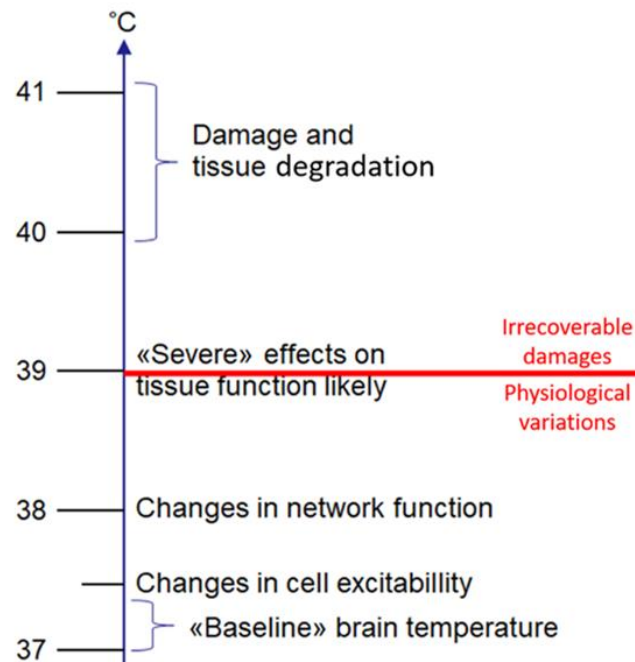 °C
41
Damage and
tissue degradation
40
Irrecoverable
damages
«Severe» effects on
39
tissue function likely
Physiological
variations
38
Changes in network function
Changes in cell excitabillity
«Baseline» brain temperature
37